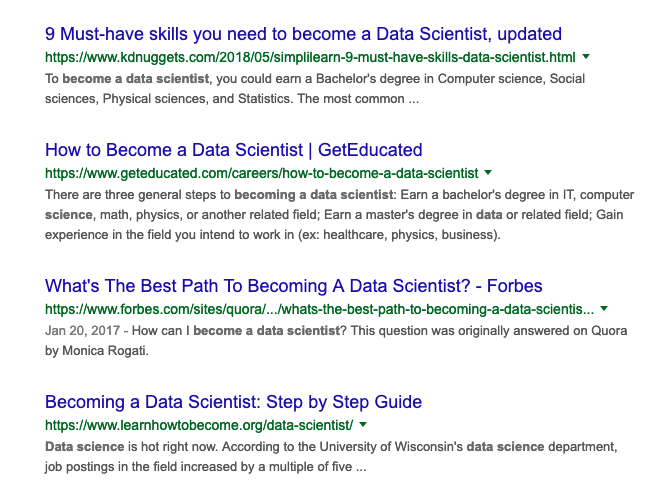 9 Must-have skills you need to become a Data Scientist, updated
https://www.kdnuggets.com/2018/05/simplilearn-9-must-have-skills-data-scientist.html
To become a data scientist, you could earn a Bachelor's degree in Computer science, Social
sciences, Physical sciences, and Statistics. The most common ...
How to Become a Data Scientist | GetEducated
https://www.geteducated.com/careers/how-to-become-a-data-scientist
There are three general steps to becoming a data scientist: Earn a bachelor's degree in IT, computer
science, math, physics, or another related field; Earn a master's degree in data or related field; Gain
experience in the field you intend to work in (ex: healthcare, physics, business).
What's The Best Path To Becoming A Data Scientist? - Forbes
https://www.forbes.com/sites/quora/.../whats-the-best-path-to-becoming-a-data-scientis...
Jan 20, 2017 - How can I become a data scientist? This question was originally answered on Quora
by Monica Rogati.
Becoming a Data Scientist: Step by Step Guide
https://www.learnhowtobecome.org/data-scientist/
Data science is hot right now. According to the University of Wisconsin's data science department,
job postings in the field increased by a multiple of five ...